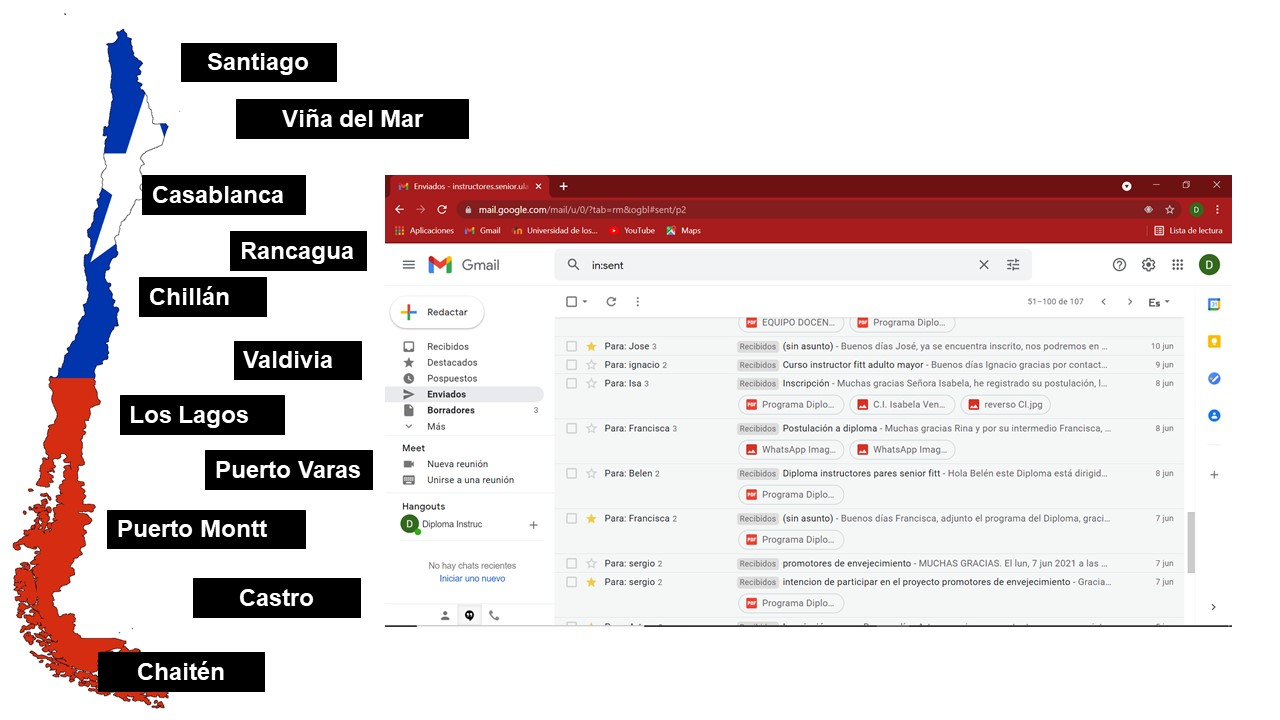 Santiago
Viña del Mar
Casablanca
Rancagua
Chillán
Valdivia
Los Lagos
Puerto Varas
Puerto Montt
Castro
Chaitén
Enviados - instructores.senior.ula
mail.google.com/mail/u/0/?tab=rm&ogbl#sent/p2
Aplicaciones Gmail Universidad de los... YouTube Maps Lista de lectura
Gmail in:sent D
Redactar
51–100 de 107 Es
Recibidos
Destacados
Pospuestos
Enviados
Borradores 3
Más
Meet
Nueva reunión
Unirse a una reunión
Hangouts
D Diploma Instruc
No hay chats recientes
Iniciar uno nuevo
PDF EQUIPO DOCEN... PDF Programa Diplo...
Para: Jose 3 Recibidos (sin asunto) - Buenos días José, ya se encuentra inscrito, nos podremos en ... 10 jun
Para: ignacio 2 Recibidos Curso instructor fitt adulto mayor - Buenos días Ignacio gracias por contact... 9 jun
Para: Isa 3 Recibidos Inscripción - Muchas gracias Señora Isabela, he registrado su postulación, l... 8 jun
PDF Programa Diplo... C.I. Isabela Ven... reverso CI.jpg
Para: Francisca 3 Recibidos Postulación a diploma - Muchas gracias Rina y por su intermedio Francisca, ... 8 jun
WhatsApp Imag... WhatsApp Imag...
Para: Belen 2 Recibidos Diploma instructores pares senior fitt - Hola Belén este Diploma está dirigid... 8 jun
PDF Programa Diplo...
Para: Francisca 2 Recibidos (sin asunto) - Buenos días Francisca, adjunto el programa del Diploma, graci... 7 jun
PDF Programa Diplo...
Para: sergio 2 Recibidos promotores de envejecimiento - MUCHAS GRACIAS. El lun, 7 jun 2021 a las ... 7 jun
Para: sergio 2 Recibidos intencion de participar en el proyecto promotores de envejecimiento - Gracia... 7 jun
PDF Programa Diplo...